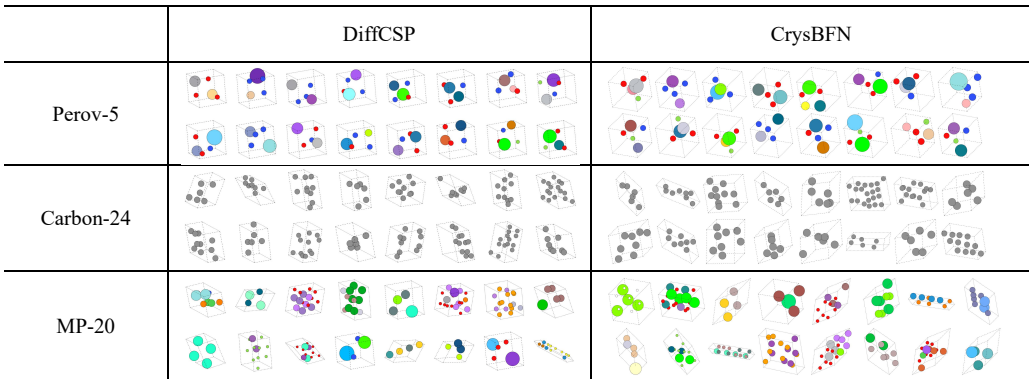 DiffCSP
CrysBFN
Perov-5
Carbon-24
MP-20